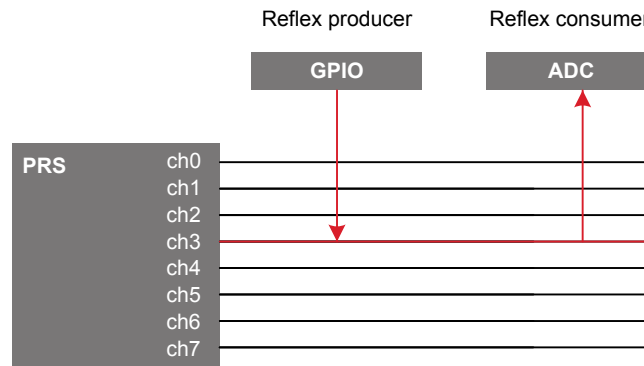 Reflex producer Reflex consumer
GPIO ADC
PRS ch0
ch1
ch2
ch3
ch4
ch5
ch6
ch7